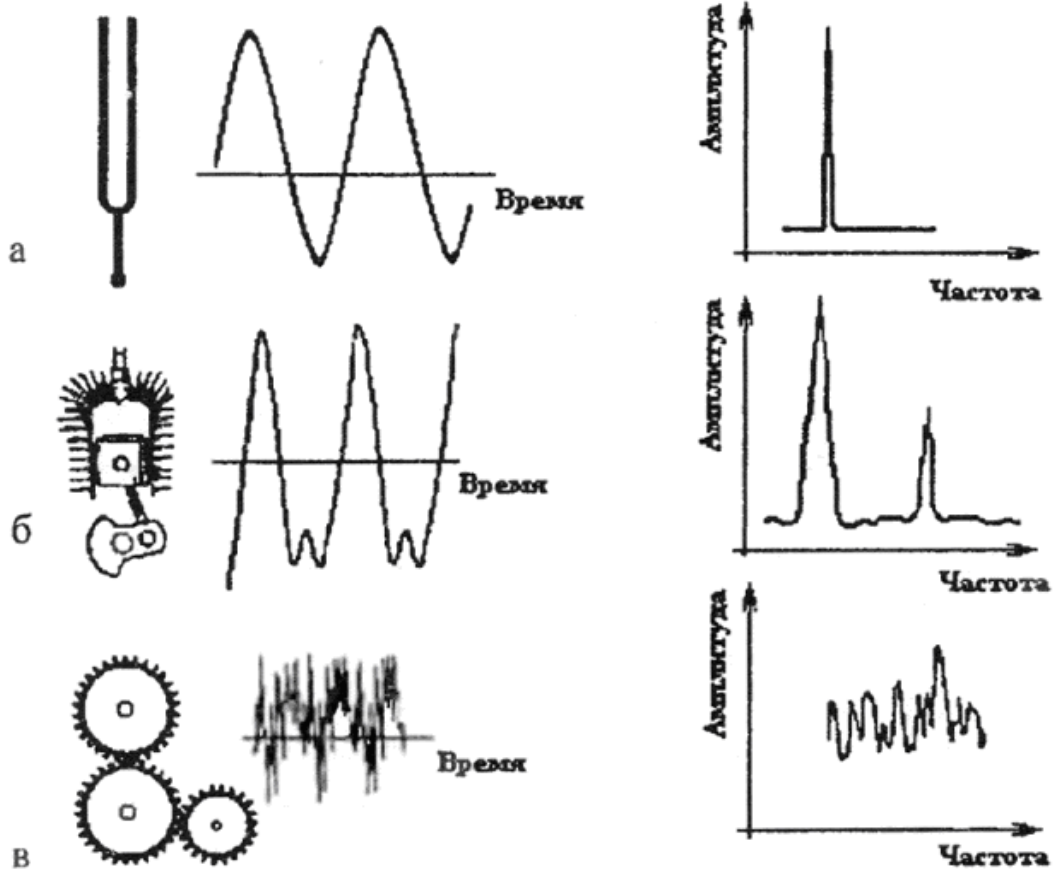 Время
а
Амплитуда
Частота
Время
б
Амплитуда
Частота
Время
в
Амплитуда
Частота